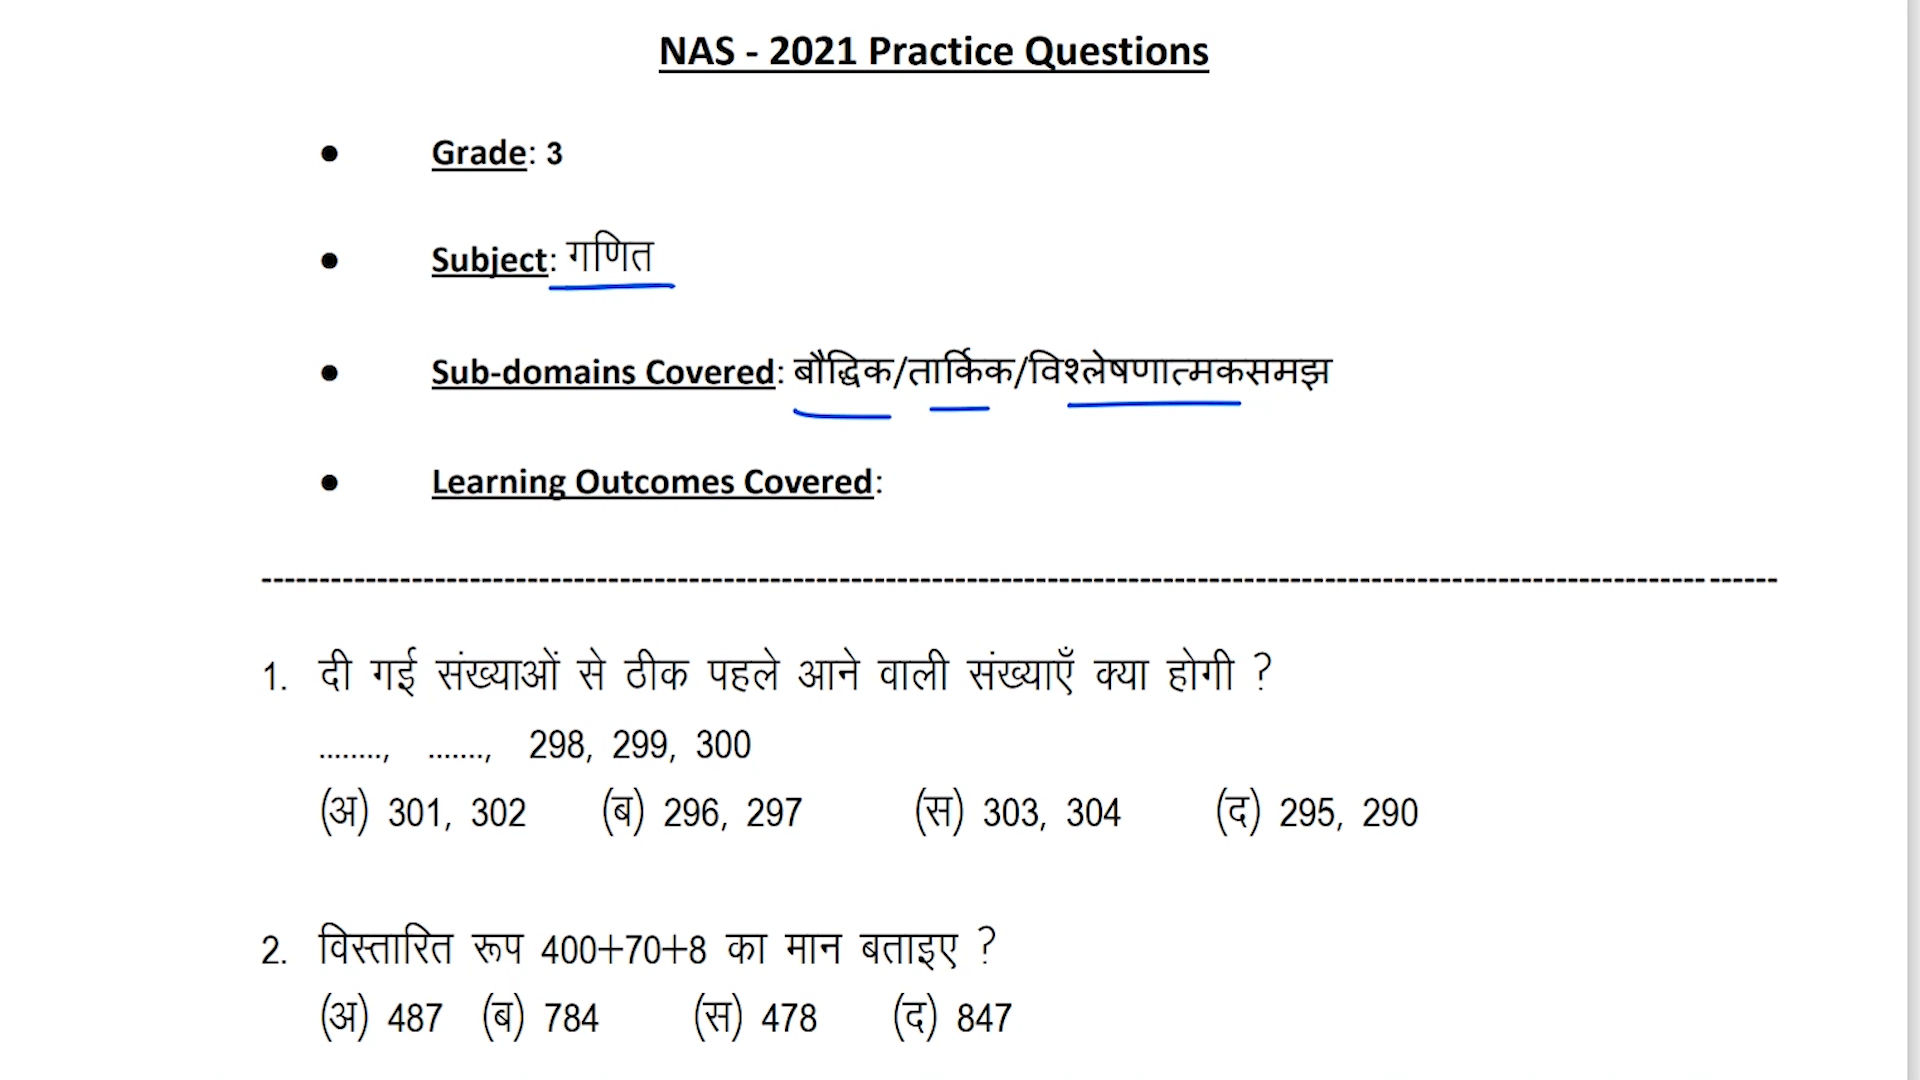 NAS - 2021 Practice Questions
● Grade: 3
● Subject: गणित
● Sub-domains Covered: बौद्धिक/तार्किक/विश्लेषणात्मकसमझ
● Learning Outcomes Covered:
1. दी गई संख्याओं से ठीक पहले आने वाली संख्याएँ क्या होगी ?
........, ......., 298, 299, 300
(अ) 301, 302 (ब) 296, 297 (स) 303, 304 (द) 295, 290
2. विस्तारित रूप 400+70+8 का मान बताइए ?
(अ) 487 (ब) 784 (स) 478 (द) 847